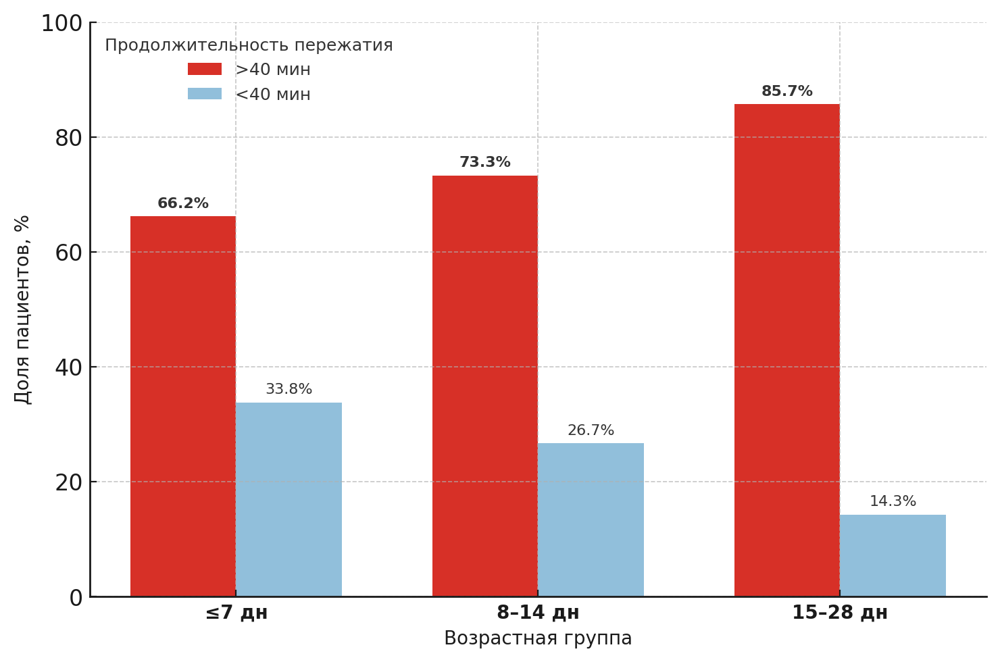 100
80
60
40
20
0
Доля пациентов, %
Продолжительность пережатия
>40 мин
<40 мин
66.2%
33.8%
73.3%
26.7%
85.7%
14.3%
≤7 дн
8–14 дн
15–28 дн
Возрастная группа